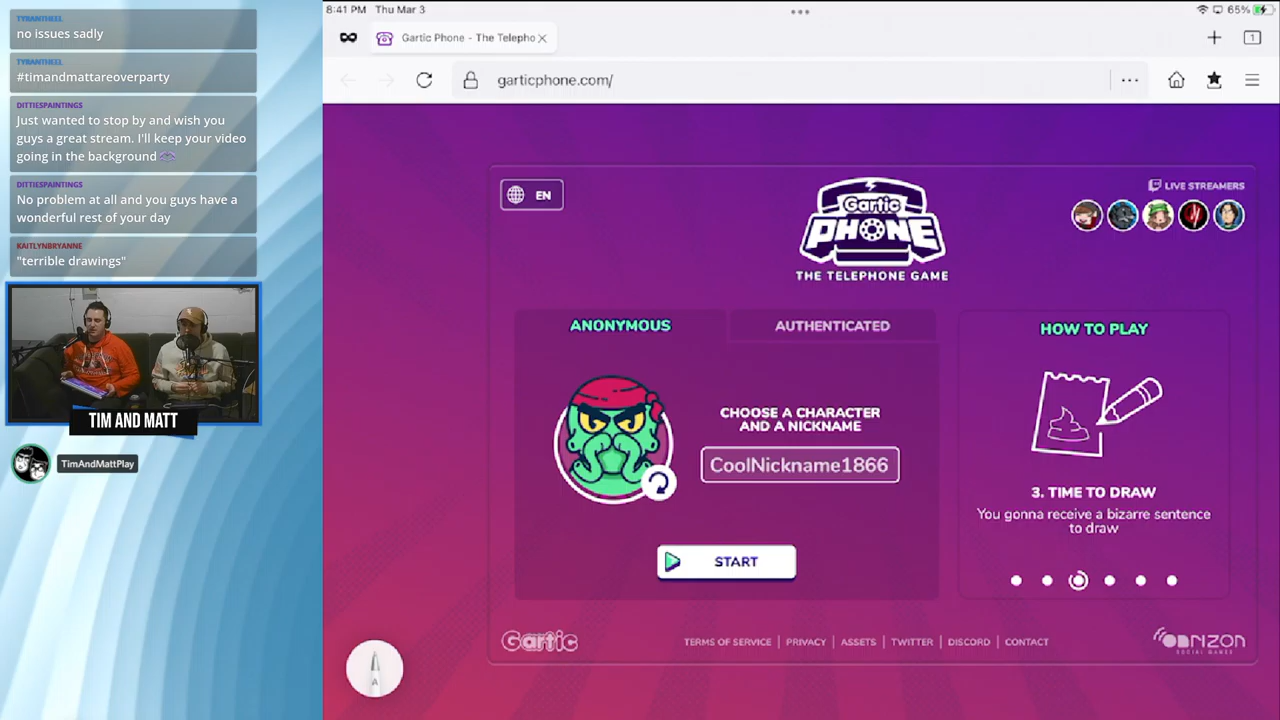 TYRANTHEEL
no issues sadly
TYRANTHEEL
#timandmattareoverparty
DITTIESPAINTINGS
Just wanted to stop by and wish you
guys a great stream. I'll keep your video
going in the background
DITTIESPAINTINGS
No problem at all and you guys have a
wonderful rest of your day
KAITLYNBRYANNE
"terrible drawings"
TIM AND MATT
TimAndMattPlay
8:41 PM Thu Mar 3
65%
Gartic Phone - The Telepho
1
garticphone.com/
EN
Gartic
PHONE
THE TELEPHONE GAME
LIVE STREAMERS
ANONYMOUS
AUTHENTICATED
CHOOSE A CHARACTER
AND A NICKNAME
CoolNickname1866
START
HOW TO PLAY
3. TIME TO DRAW
You gonna receive a bizarre sentence
to draw
Gartic
TERMS OF SERVICE | PRIVACY | ASSETS | TWITTER | DISCORD | CONTACT
ONRIZON
SOCIAL GAMES